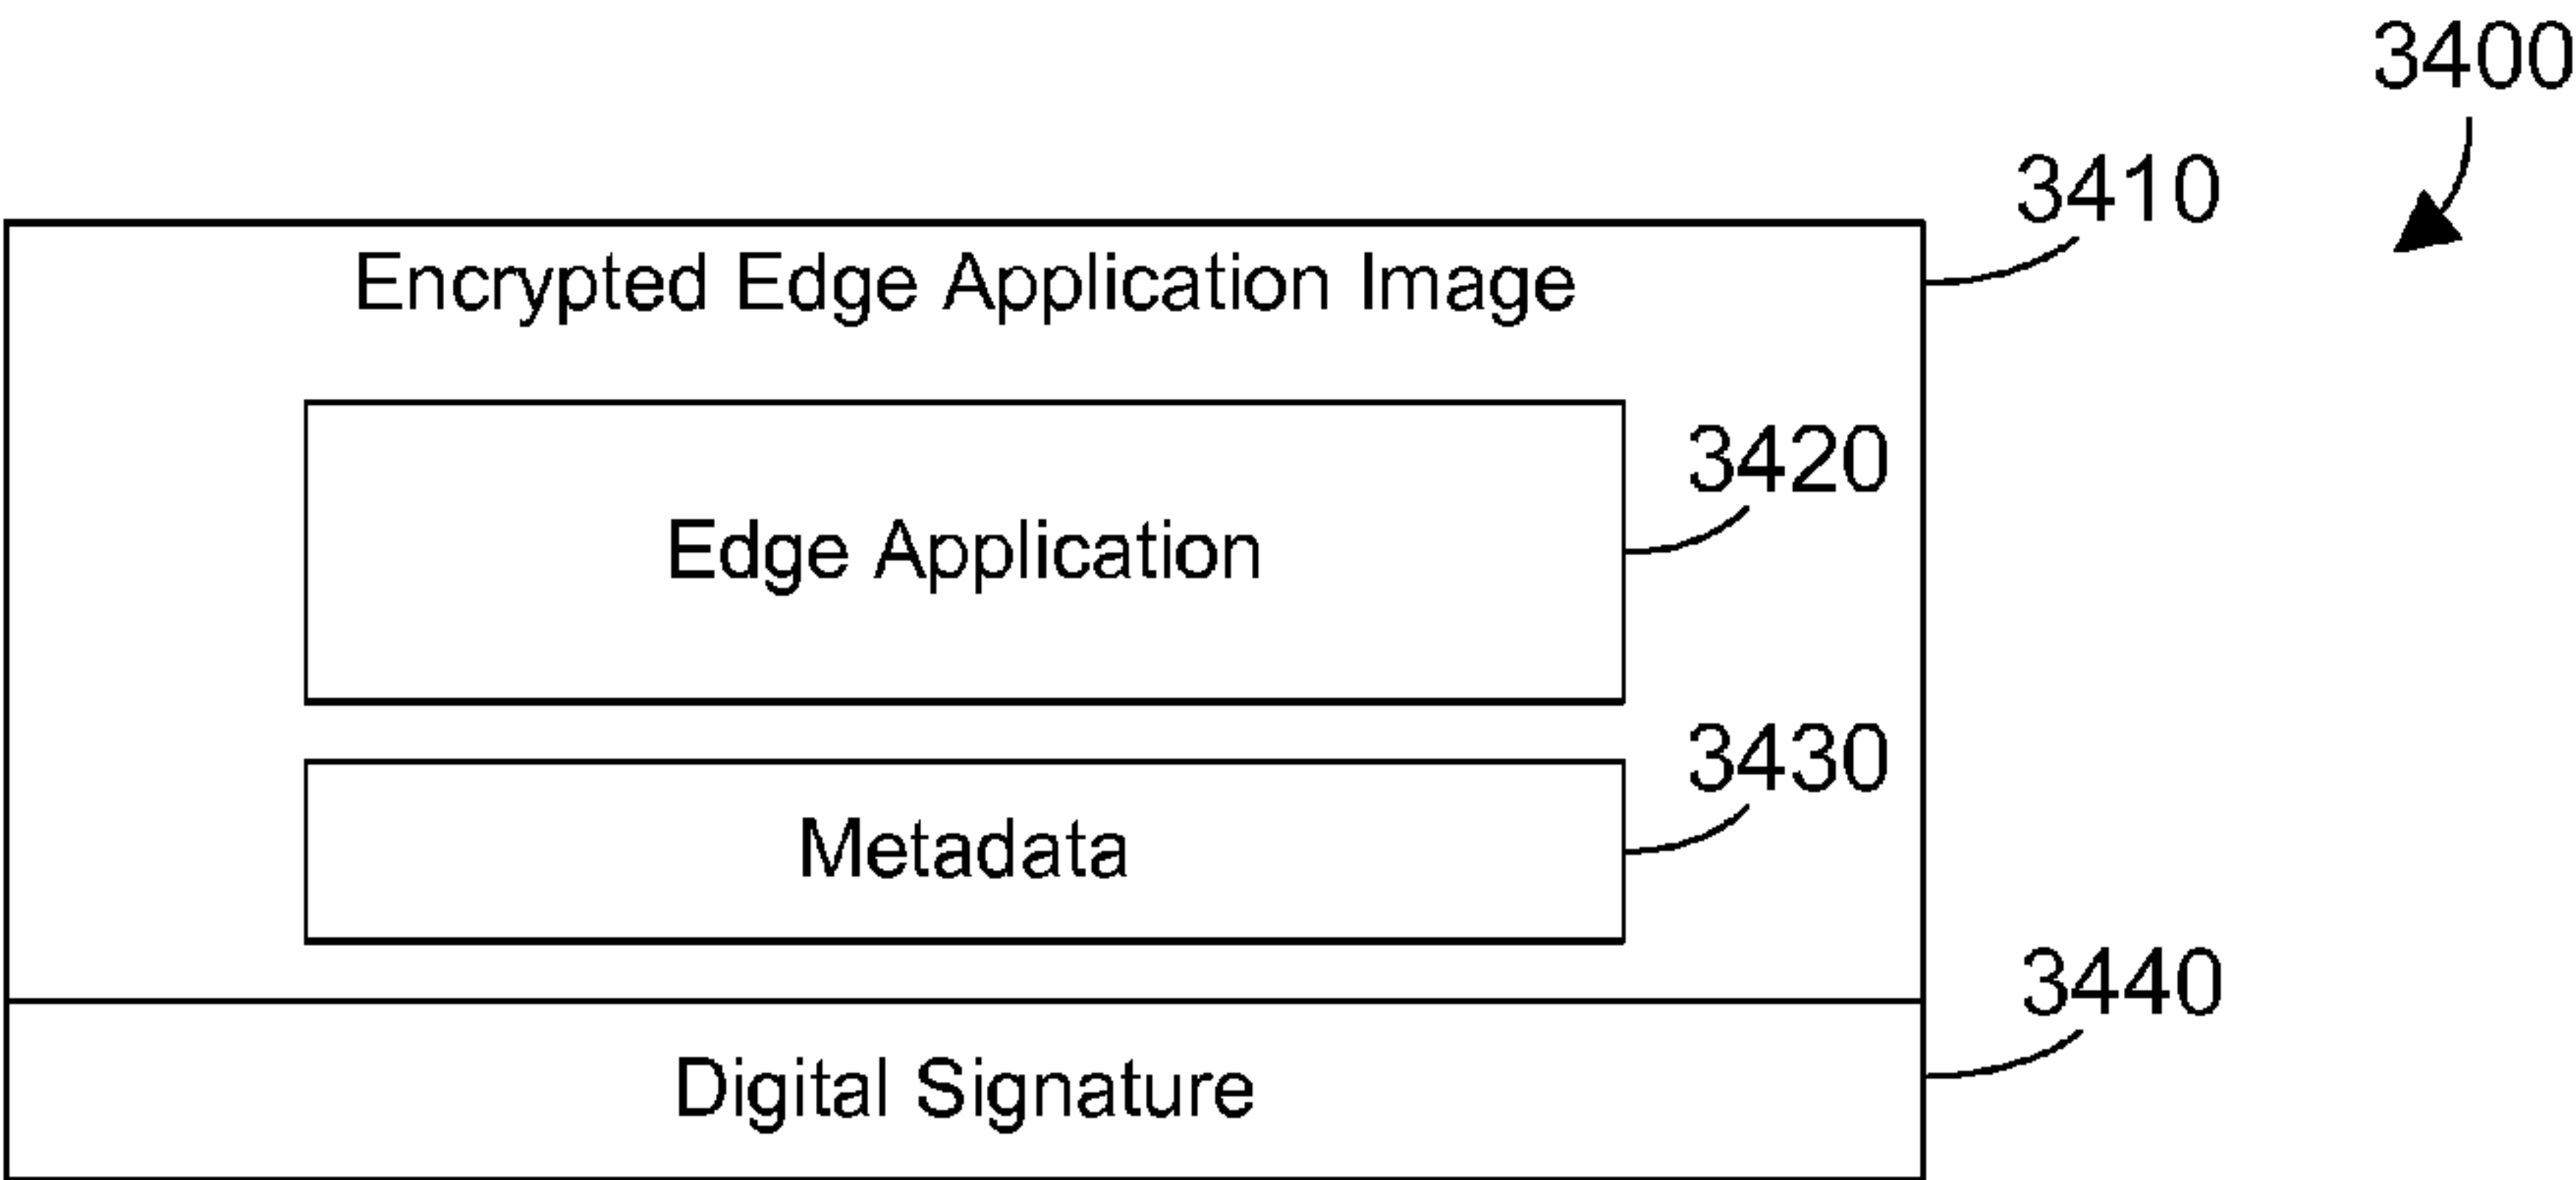 3400
3410
Encrypted Edge Application Image
3420
Edge Application
3430
Metadata
3440
Digital Signature